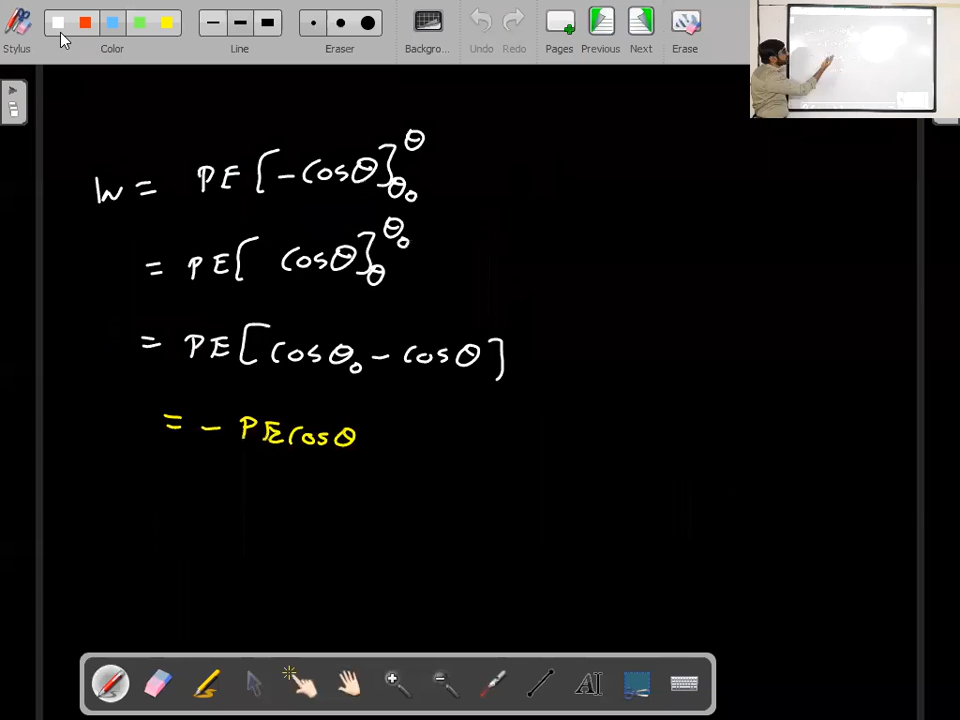 Stylus Color Line Eraser Backgro... Undo Redo Pages Previous Next Erase
W = PE[-cosθ]θθ₀
= PE[ cosθ]θ₀θ
= PE[cosθ₀ - cosθ]
= - PE cosθ
AI